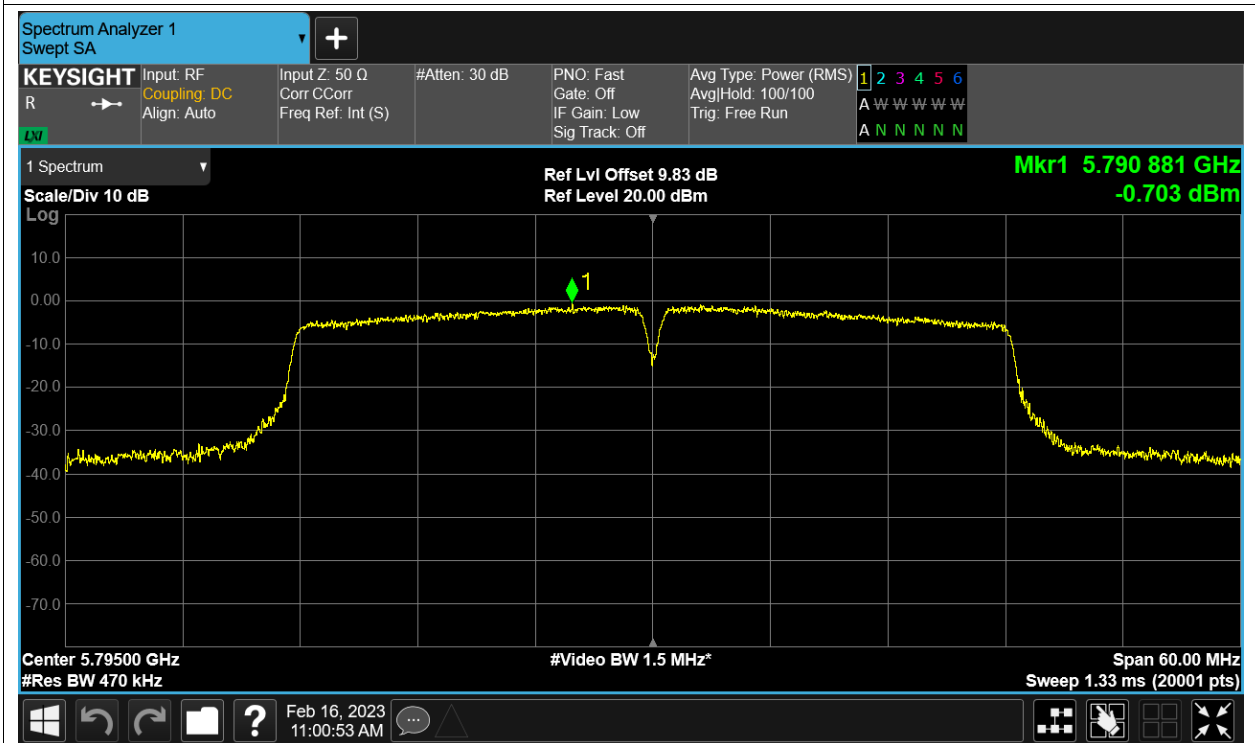 Spectrum Analyzer 1
Swept SA
+
KEYSIGHT Input: RF Input Z: 50 Ω #Atten: 30 dB PNO: Fast Avg Type: Power (RMS) 1 2 3 4 5 6
R Coupling: DC Corr CCorr Gate: Off Avg|Hold: 100/100 A W W W W W
Align: Auto Freq Ref: Int (S) IF Gain: Low Trig: Free Run
LXI Sig Track: Off A N N N N N
1 Spectrum Ref Lvl Offset 9.83 dB Mkr1 5.790 881 GHz
Scale/Div 10 dB Ref Level 20.00 dBm -0.703 dBm
Log
10.0
1
0.00
-10.0
-20.0
-30.0
-40.0
-50.0
-60.0
-70.0
Center 5.79500 GHz #Video BW 1.5 MHz* Span 60.00 MHz
#Res BW 470 kHz Sweep 1.33 ms (20001 pts)
? Feb 16, 2023
11:00:53 AM